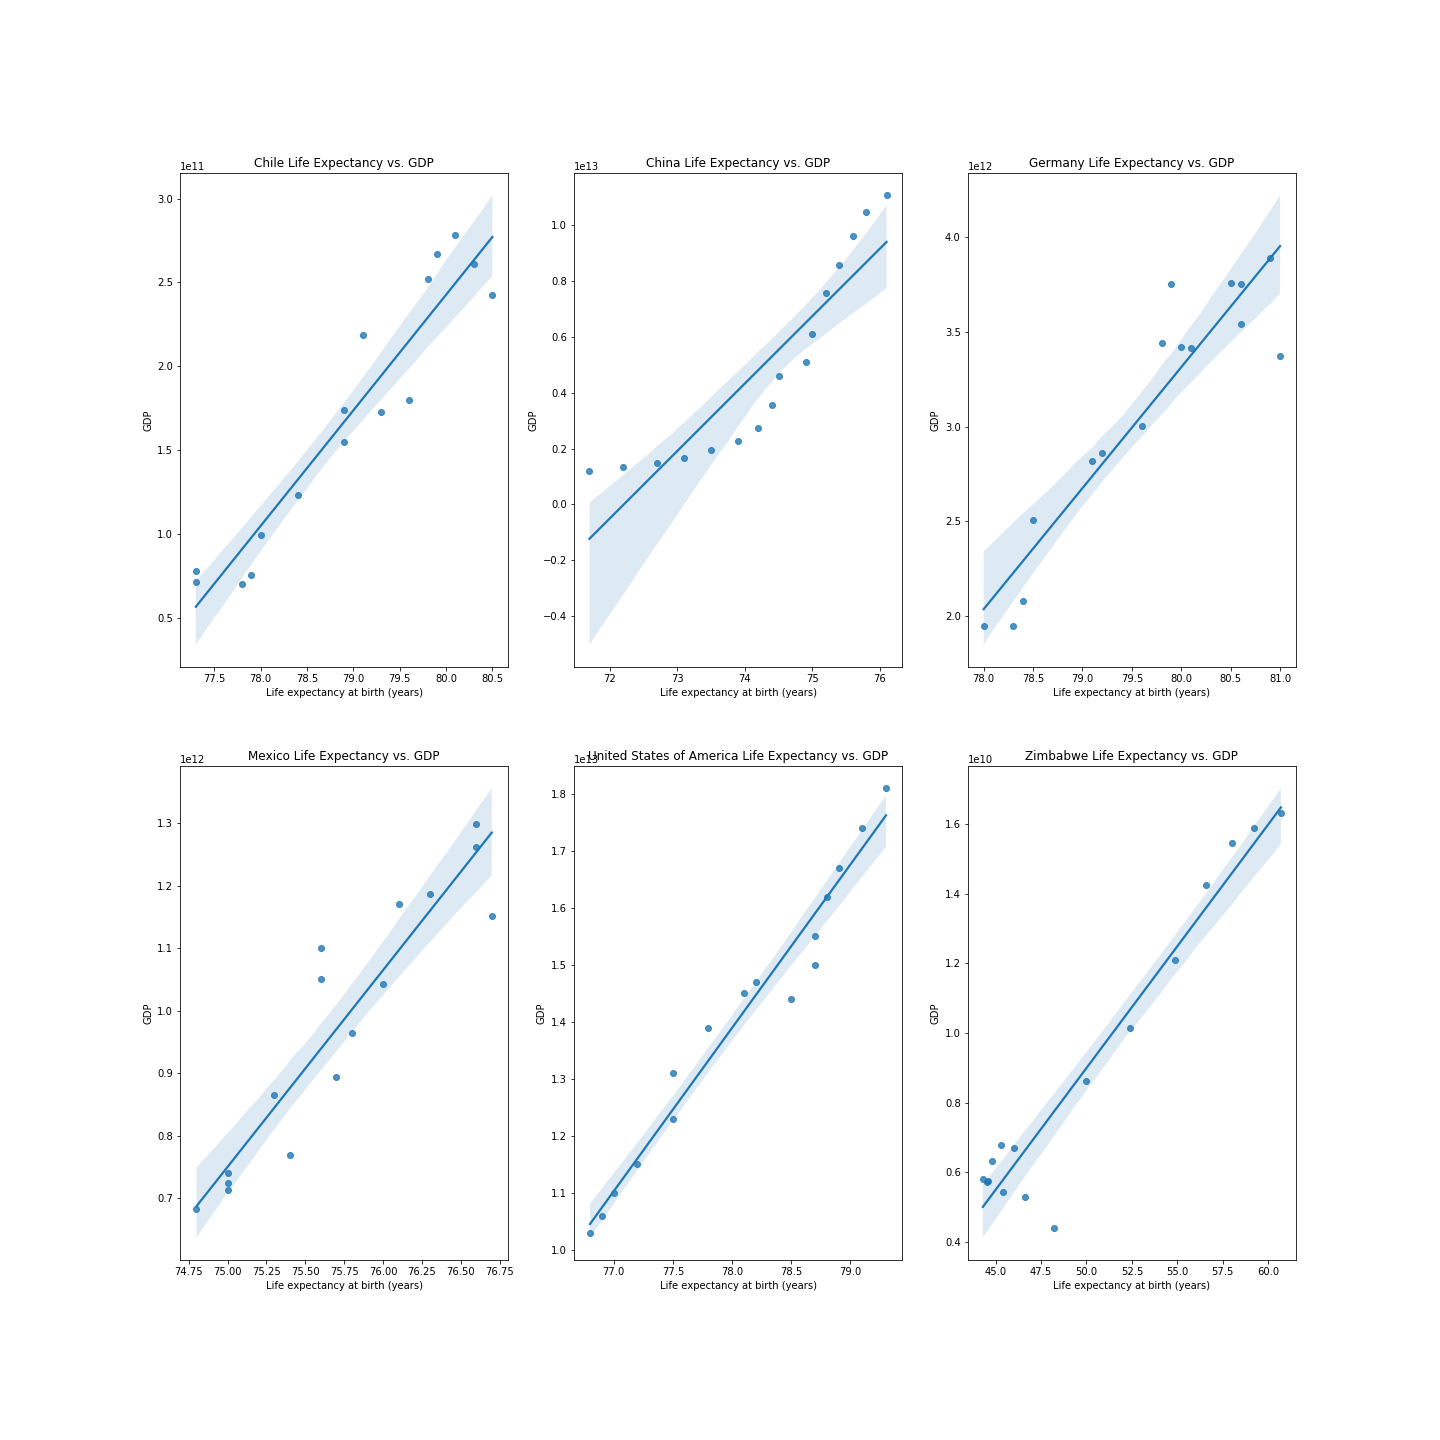 Chile Life Expectancy vs. GDP
1e11
3.0
2.5
2.0
1.5
1.0
0.5
GDP
77.5 78.0 78.5 79.0 79.5 80.0 80.5
Life expectancy at birth (years)
China Life Expectancy vs. GDP
1e13
1.0
0.8
0.6
0.4
0.2
0.0
−0.2
−0.4
GDP
72 73 74 75 76
Life expectancy at birth (years)
Germany Life Expectancy vs. GDP
1e12
4.0
3.5
3.0
2.5
2.0
GDP
78.0 78.5 79.0 79.5 80.0 80.5 81.0
Life expectancy at birth (years)
Mexico Life Expectancy vs. GDP
1e12
1.3
1.2
1.1
1.0
0.9
0.8
0.7
GDP
74.75 75.00 75.25 75.50 75.75 76.00 76.25 76.50 76.75
Life expectancy at birth (years)
United States of America Life Expectancy vs. GDP
1e13
1.8
1.7
1.6
1.5
1.4
1.3
1.2
1.1
1.0
GDP
77.0 77.5 78.0 78.5 79.0
Life expectancy at birth (years)
Zimbabwe Life Expectancy vs. GDP
1e10
1.6
1.4
1.2
1.0
0.8
0.6
0.4
GDP
45.0 47.5 50.0 52.5 55.0 57.5 60.0
Life expectancy at birth (years)